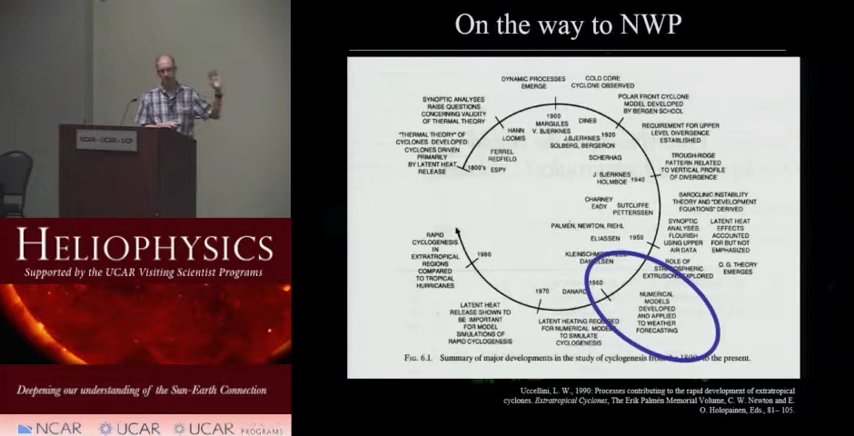 On the way to NWP
DYNAMIC PROCESSES
EMERGE
COLD CORE
CYCLONE OBSERVED
SYNOPTIC ANALYSES
RAISE QUESTIONS
CONCERNING VALIDITY
OF THERMAL THEORY
POLAR FRONT CYCLONE
MODEL DEVELOPED
BY BERGEN SCHOOL
1900
MARGULES
V. BJERKNES
DINES
J.BJERKNES 1920
SOLBERG, BERGERON
REQUIREMENT FOR UPPER
LEVEL DIVERGENCE
ESTABLISHED
"THERMAL THEORY" OF
CYCLONES DEVELOPED:
CYCLONES DRIVEN
PRIMARILY
BY LATENT HEAT
RELEASE
HANN
LOOMIS
FERREL
REDFIELD
1800's ESPY
SCHERHAG
TROUGH-RIDGE
PATTERN RELATED
TO VERTICAL PROFILE
OF DIVERGENCE
J. BJERKNES 1940
HOLMBOE
CHARNEY
EADY
SUTCLIFFE
PETTERSSEN
BAROCLINIC INSTABILITY
THEORY AND "DEVELOPMENT
EQUATIONS" DERIVED
PALMÉN, NEWTON, RIEHL
ELIASSEN 1950
SYNOPTIC
ANALYSES
FLOURISH
USING UPPER
AIR DATA
LATENT HEAT
EFFECTS
ACCOUNTED
FOR BUT NOT
EMPHASIZED
RAPID
CYCLOGENESIS
IN
EXTRATROPICAL
REGIONS
COMPARED
TO TROPICAL
HURRICANES
1980
ROLE OF
EXPLORED
Q. G. THEORY
EMERGES
1960
DANARD
1970
NUMERICAL
MODELS
DEVELOPED
AND APPLIED
TO WEATHER
FORECASTING
LATENT HEAT
RELEASE SHOWN TO
BE IMPORTANT
FOR MODEL
SIMULATIONS OF
RAPID CYCLOGENESIS
LATENT HEATING REQUIRED
FOR NUMERICAL MODELS
TO SIMULATE
CYCLOGENESIS
FIG. 6.1. Summary of major developments in the study of cyclogenesis from the 1800s to the present.
Uccellini, L. W., 1990: Processes contributing to the rapid development of extratropical
cyclones. Extratropical Cyclones, The Erik Palmén Memorial Volume, C. W. Newton and E.
O. Holopainen, Eds., 81– 105.
NCAR - UCAR - UCP
HELIOPHYSICS
Supported by the UCAR Visiting Scientist Programs
Deepening our understanding of the Sun-Earth Connection
NCAR UCAR UCAR PROGRAMS